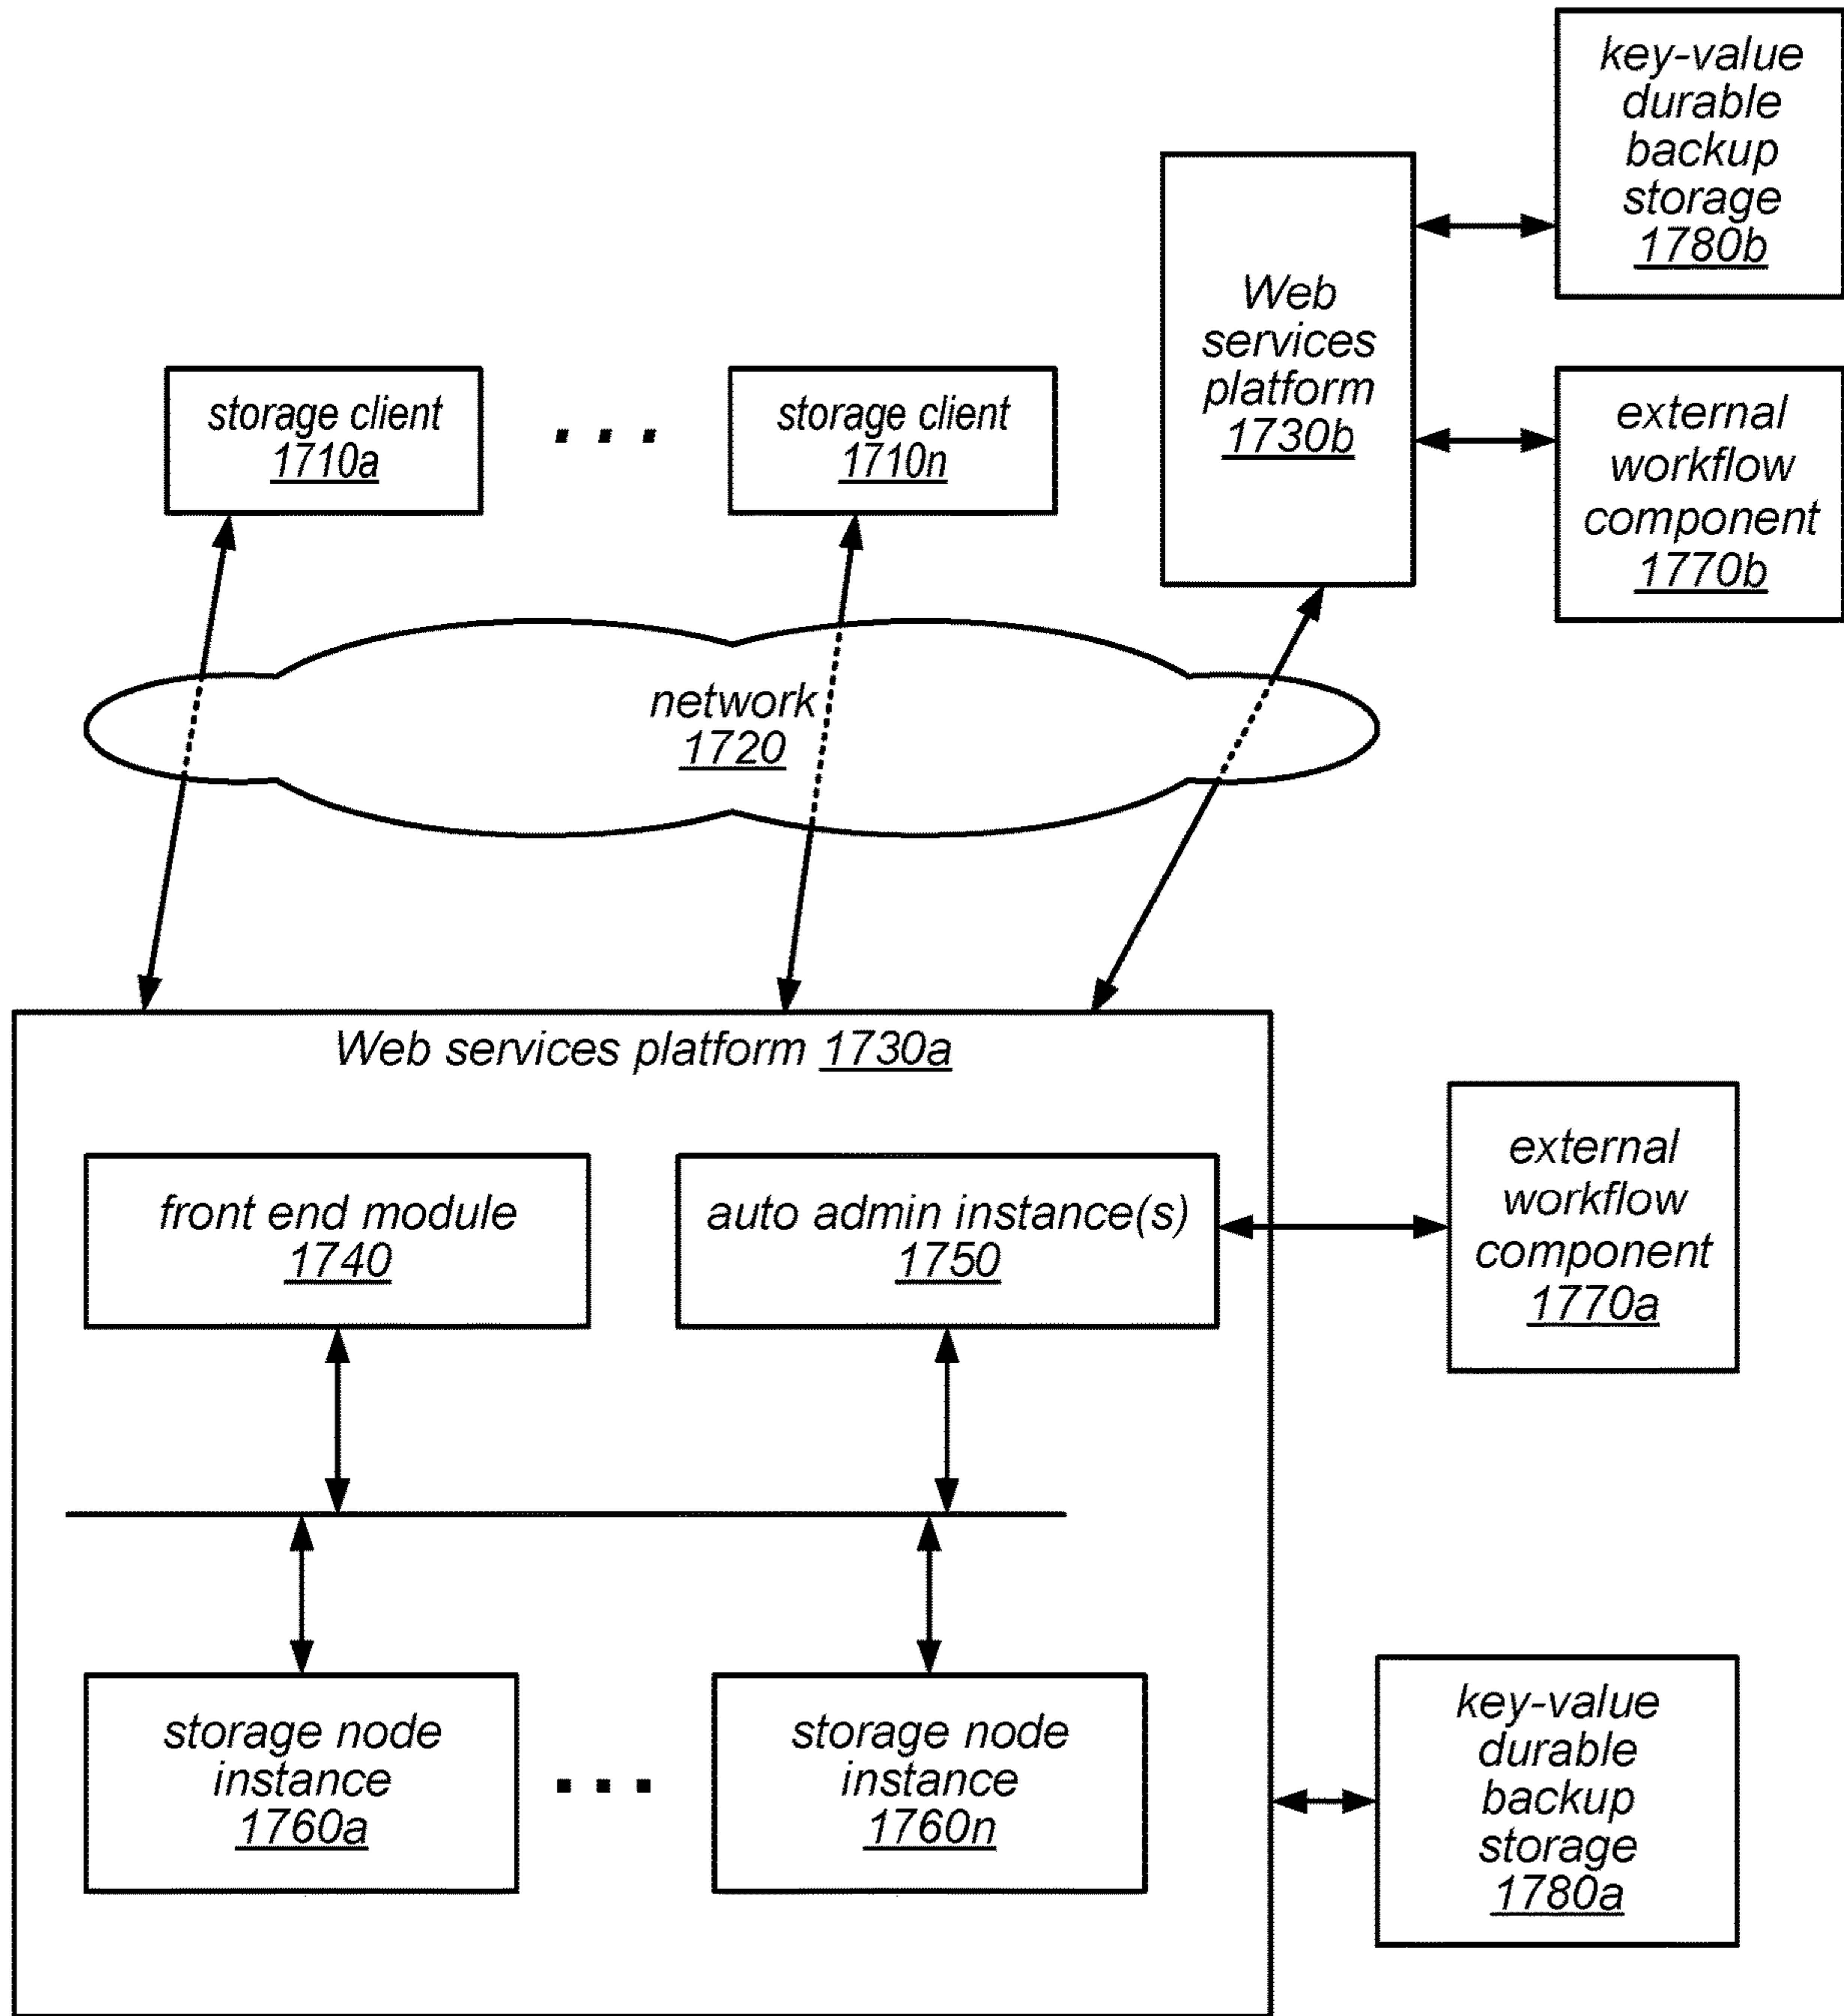 key-value
durable
backup
storage
1780b
Web
services
platform
1730b
external
workflow
component
1770b
storage client
1710a
. . .
storage client
1710n
network
1720
Web services platform 1730a
front end module
1740
auto admin instance(s)
1750
external
workflow
component
1770a
storage node
instance
1760a
. . .
storage node
instance
1760n
key-value
durable
backup
storage
1780a